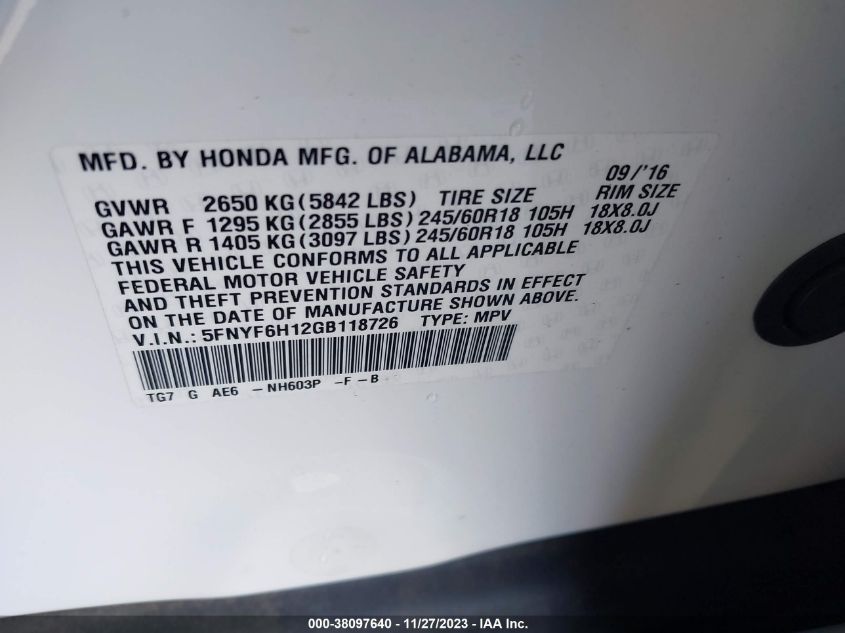 MFD. BY HONDA MFG. OF ALABAMA, LLC
09/'16
GVWR 2650 KG(5842 LBS) TIRE SIZE RIM SIZE
GAWR F 1295 KG(2855 LBS)245/60R18 105H 18X8.0J
GAWR R 1405 KG(3097 LBS)245/60R18 105H 18X8.0J
THIS VEHICLE CONFORMS TO ALL APPLICABLE
FEDERAL MOTOR VEHICLE SAFETY
AND THEFT PREVENTION STANDARDS IN EFFECT
ON THE DATE OF MANUFACTURE SHOWN ABOVE.
V.I.N.: 5FNYF6H12GB118726 TYPE: MPV
TG7 G AE6 -NH603P -F-B
000-38097640 - 11/27/2023 - IAA Inc.